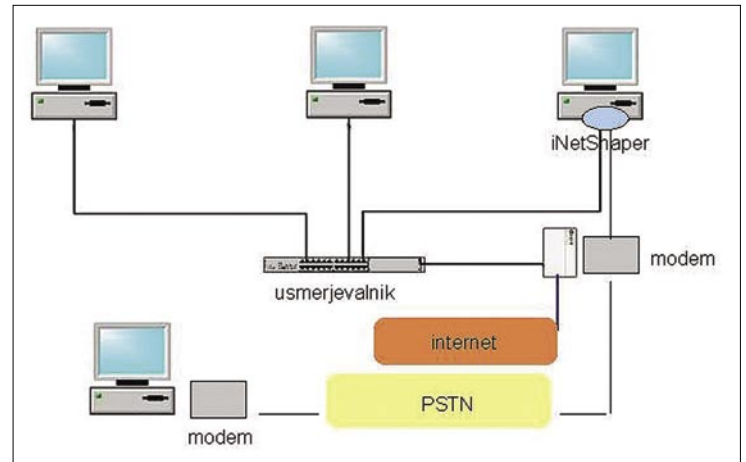 iNetShaper
modem
usmerjevalnik
internet
PSTN
modem